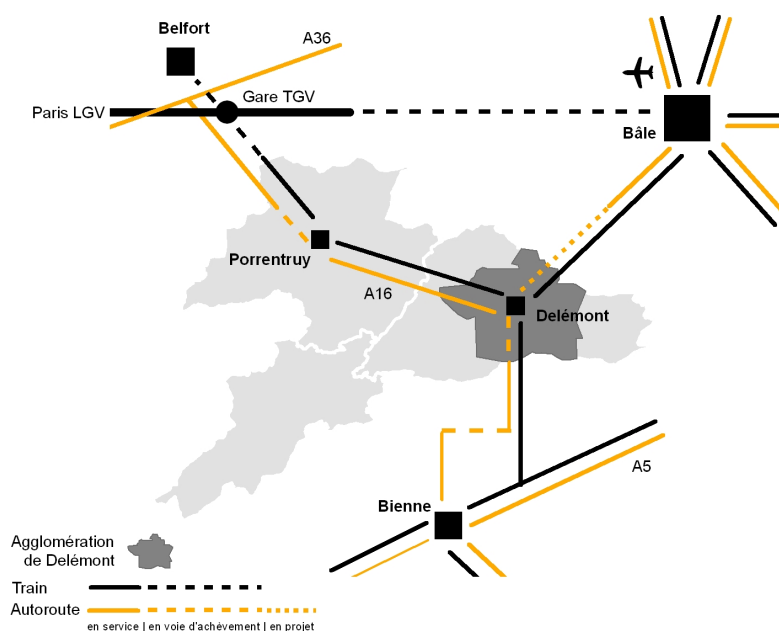 Belfort
A36
Gare TGV
Paris LGV
Bâle
Porrentruy
A16
Delémont
A5
Bienne
Agglomération
de Delémont
Train
Autoroute
en service | en voie d'achévement | en projet